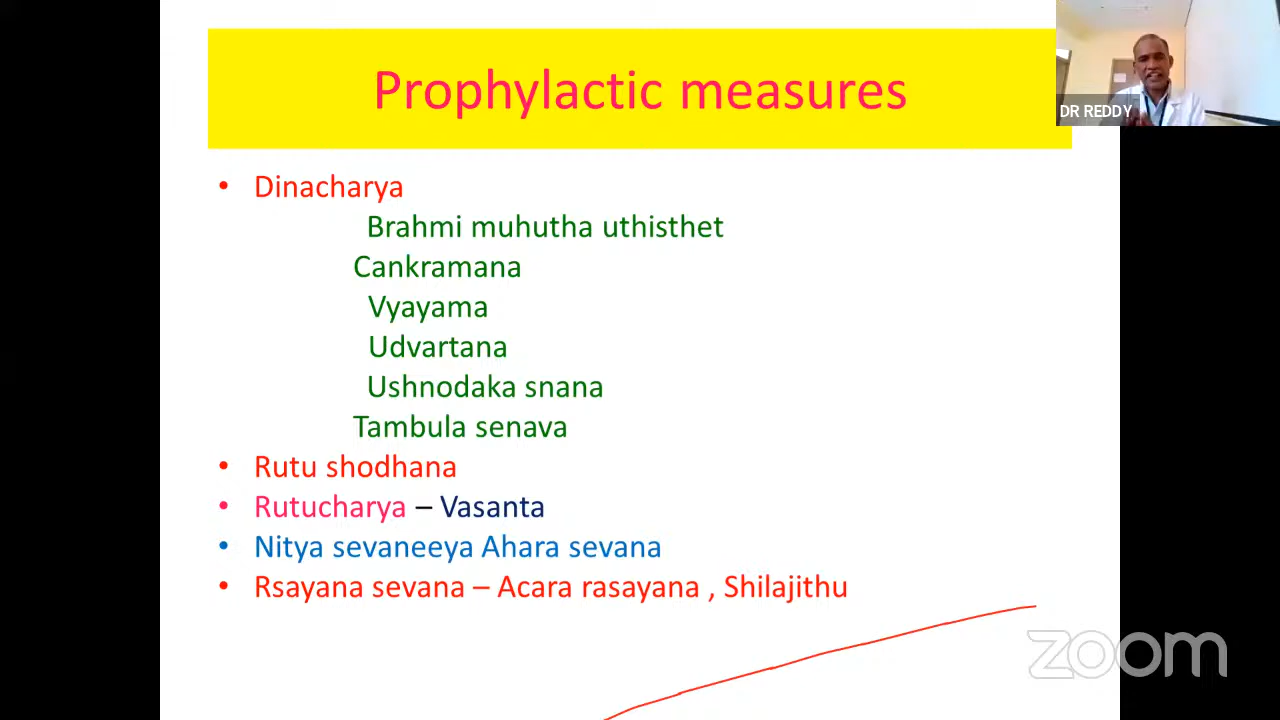 Prophylactic measures
DR REDDY
• Dinacharya
Brahmi muhutha uthisthet
Cankramana
Vyayama
Udvartana
Ushnodaka snana
Tambula senava
• Rutu shodhana
• Rutucharya – Vasanta
• Nitya sevaneeya Ahara sevana
• Rsayana sevana – Acara rasayana , Shilajithu
zoom